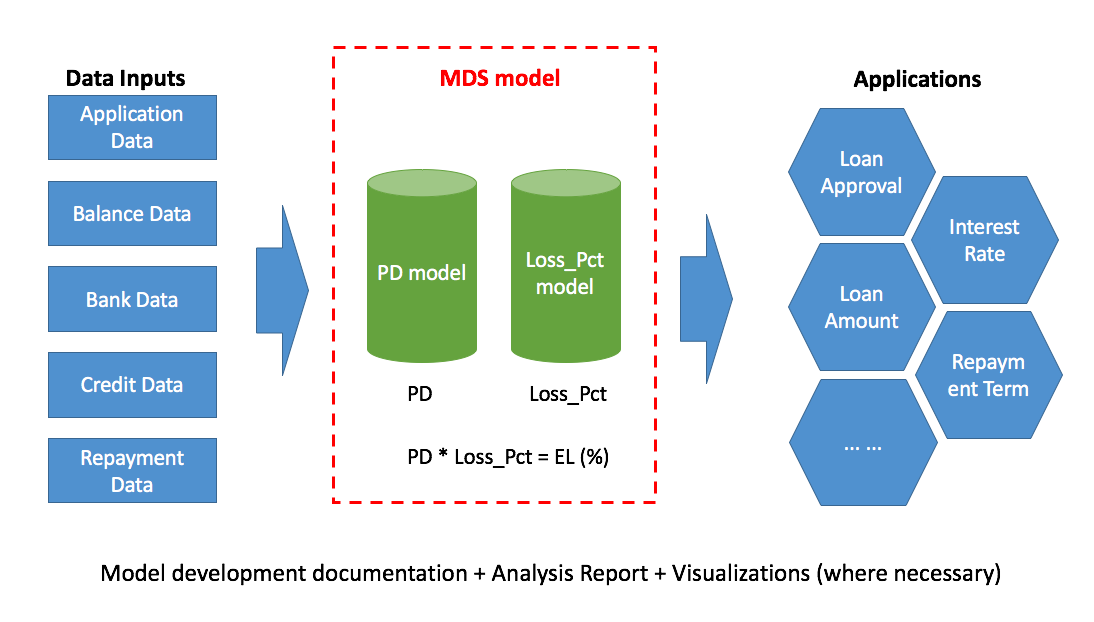 Data Inputs
Application
Data
Balance Data
Bank Data
Credit Data
Repayment
Data
MDS model
PD model
Loss_Pct
model
PD
Loss_Pct
PD * Loss_Pct = EL (%)
Applications
Loan
Approval
Interest
Rate
Loan
Amount
Repaym
ent Term
... ...
Model development documentation + Analysis Report + Visualizations (where necessary)